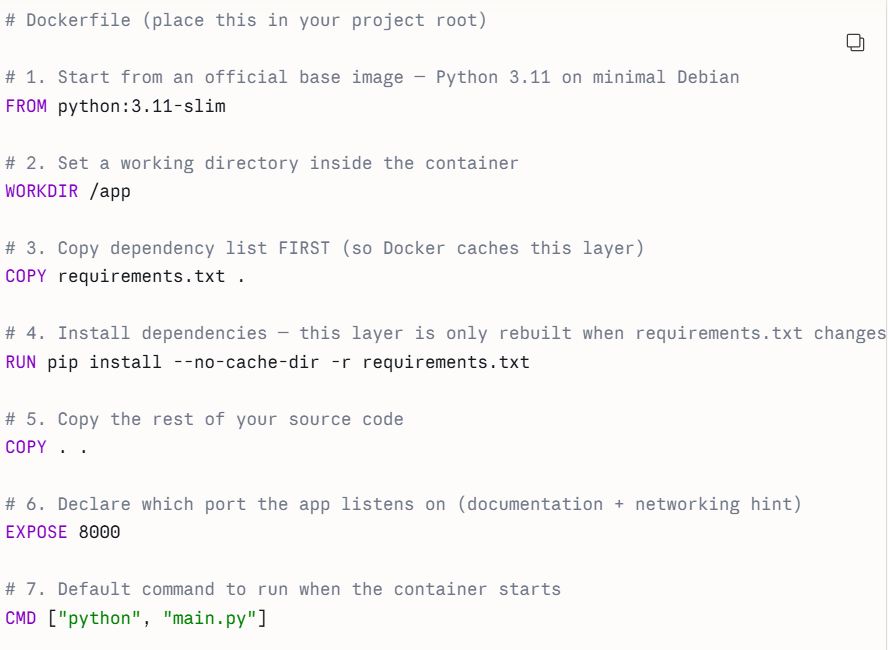 # Dockerfile (place this in your project root)
# 1. Start from an official base image — Python 3.11 on minimal Debian
FROM python:3.11-slim
# 2. Set a working directory inside the container
WORKDIR /app
# 3. Copy dependency list FIRST (so Docker caches this layer)
COPY requirements.txt .
# 4. Install dependencies — this layer is only rebuilt when requirements.txt changes
RUN pip install --no-cache-dir -r requirements.txt
# 5. Copy the rest of your source code
COPY . .
# 6. Declare which port the app listens on (documentation + networking hint)
EXPOSE 8000
# 7. Default command to run when the container starts
CMD ["python", "main.py"]